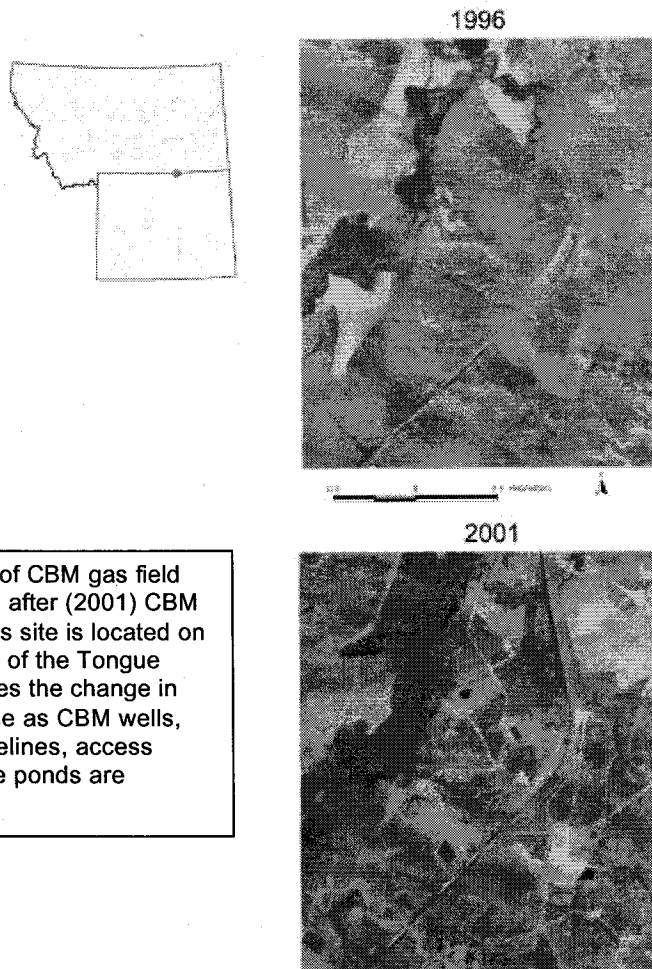 1996
2001
of CBM gas field
after (2001) CBM
s site is located on
of the Tongue
es the change in
e as CBM wells,
elines, access
e ponds are